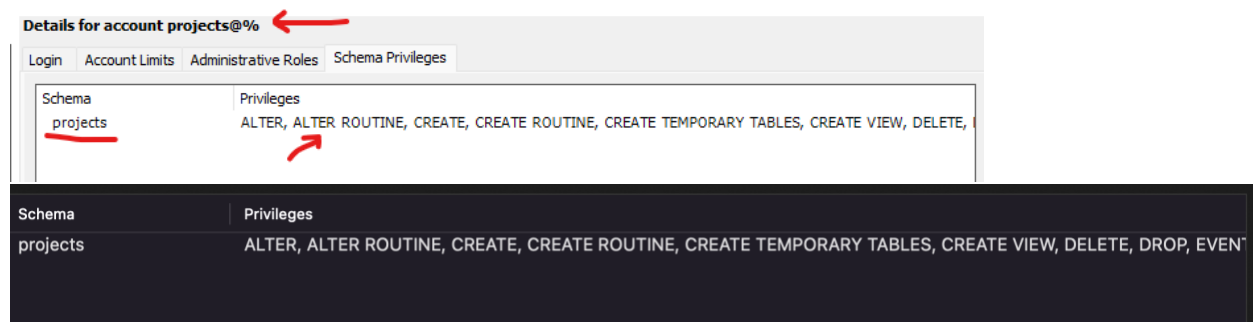 Details for account projects@%
Login Account Limits Administrative Roles Schema Privileges
Schema Privileges
projects ALTER, ALTER ROUTINE, CREATE, CREATE ROUTINE, CREATE TEMPORARY TABLES, CREATE VIEW, DELETE,
Schema Privileges
projects ALTER, ALTER ROUTINE, CREATE, CREATE ROUTINE, CREATE TEMPORARY TABLES, CREATE VIEW, DELETE, DROP, EVENT